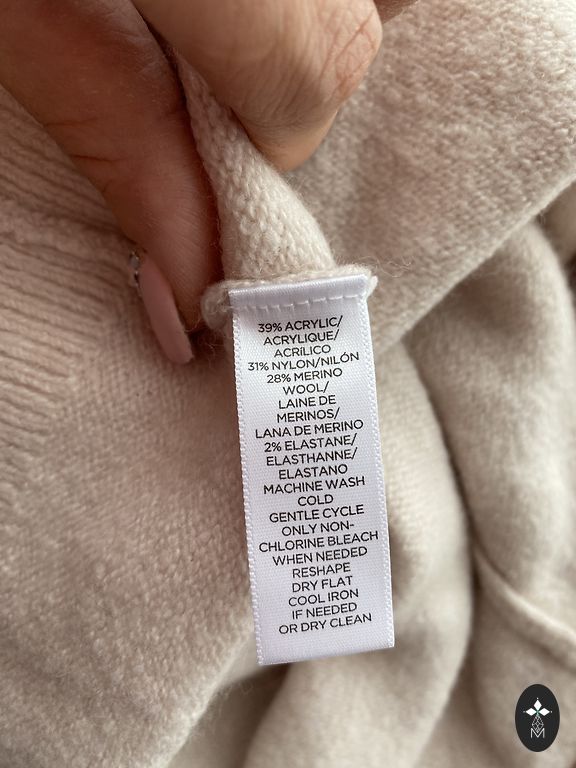 39% ACRYLIC/
ACRYLIQUE/
ACRÍLICO
31% NYLON/NILÓN
28% MERINO
WOOL/
LAINE DE
MERINOS/
LANA DE MERINO
2% ELASTANE/
ELASTHANNE/
ELASTANO
MACHINE WASH
COLD
GENTLE CYCLE
ONLY NON-
CHLORINE BLEACH
WHEN NEEDED
RESHAPE
DRY FLAT
COOL IRON
IF NEEDED
OR DRY CLEAN
M